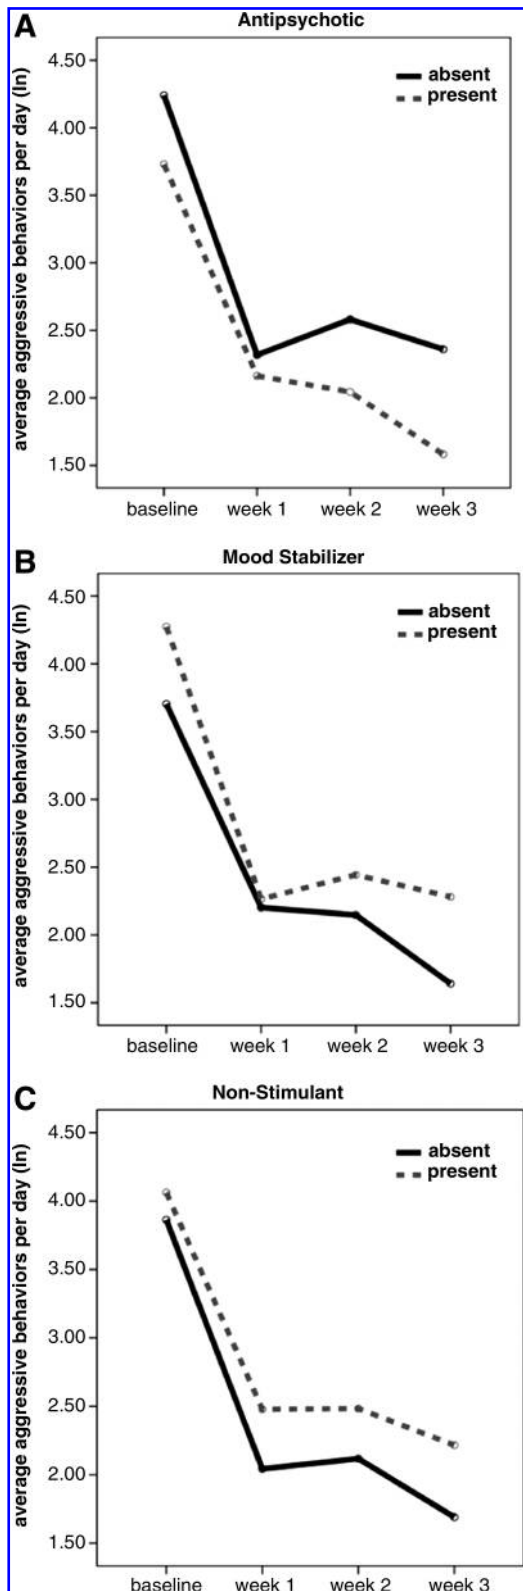 A
Antipsychotic
average aggressive behaviors per day (ln)
4.50
4.00
3.50
3.00
2.50
2.00
1.50
absent
present
baseline week 1 week 2 week 3
B
Mood Stabilizer
average aggressive behaviors per day (ln)
4.50
4.00
3.50
3.00
2.50
2.00
1.50
absent
present
baseline week 1 week 2 week 3
C
Non-Stimulant
average aggressive behaviors per day (ln)
4.50
4.00
3.50
3.00
2.50
2.00
1.50
absent
present
baseline week 1 week 2 week 3